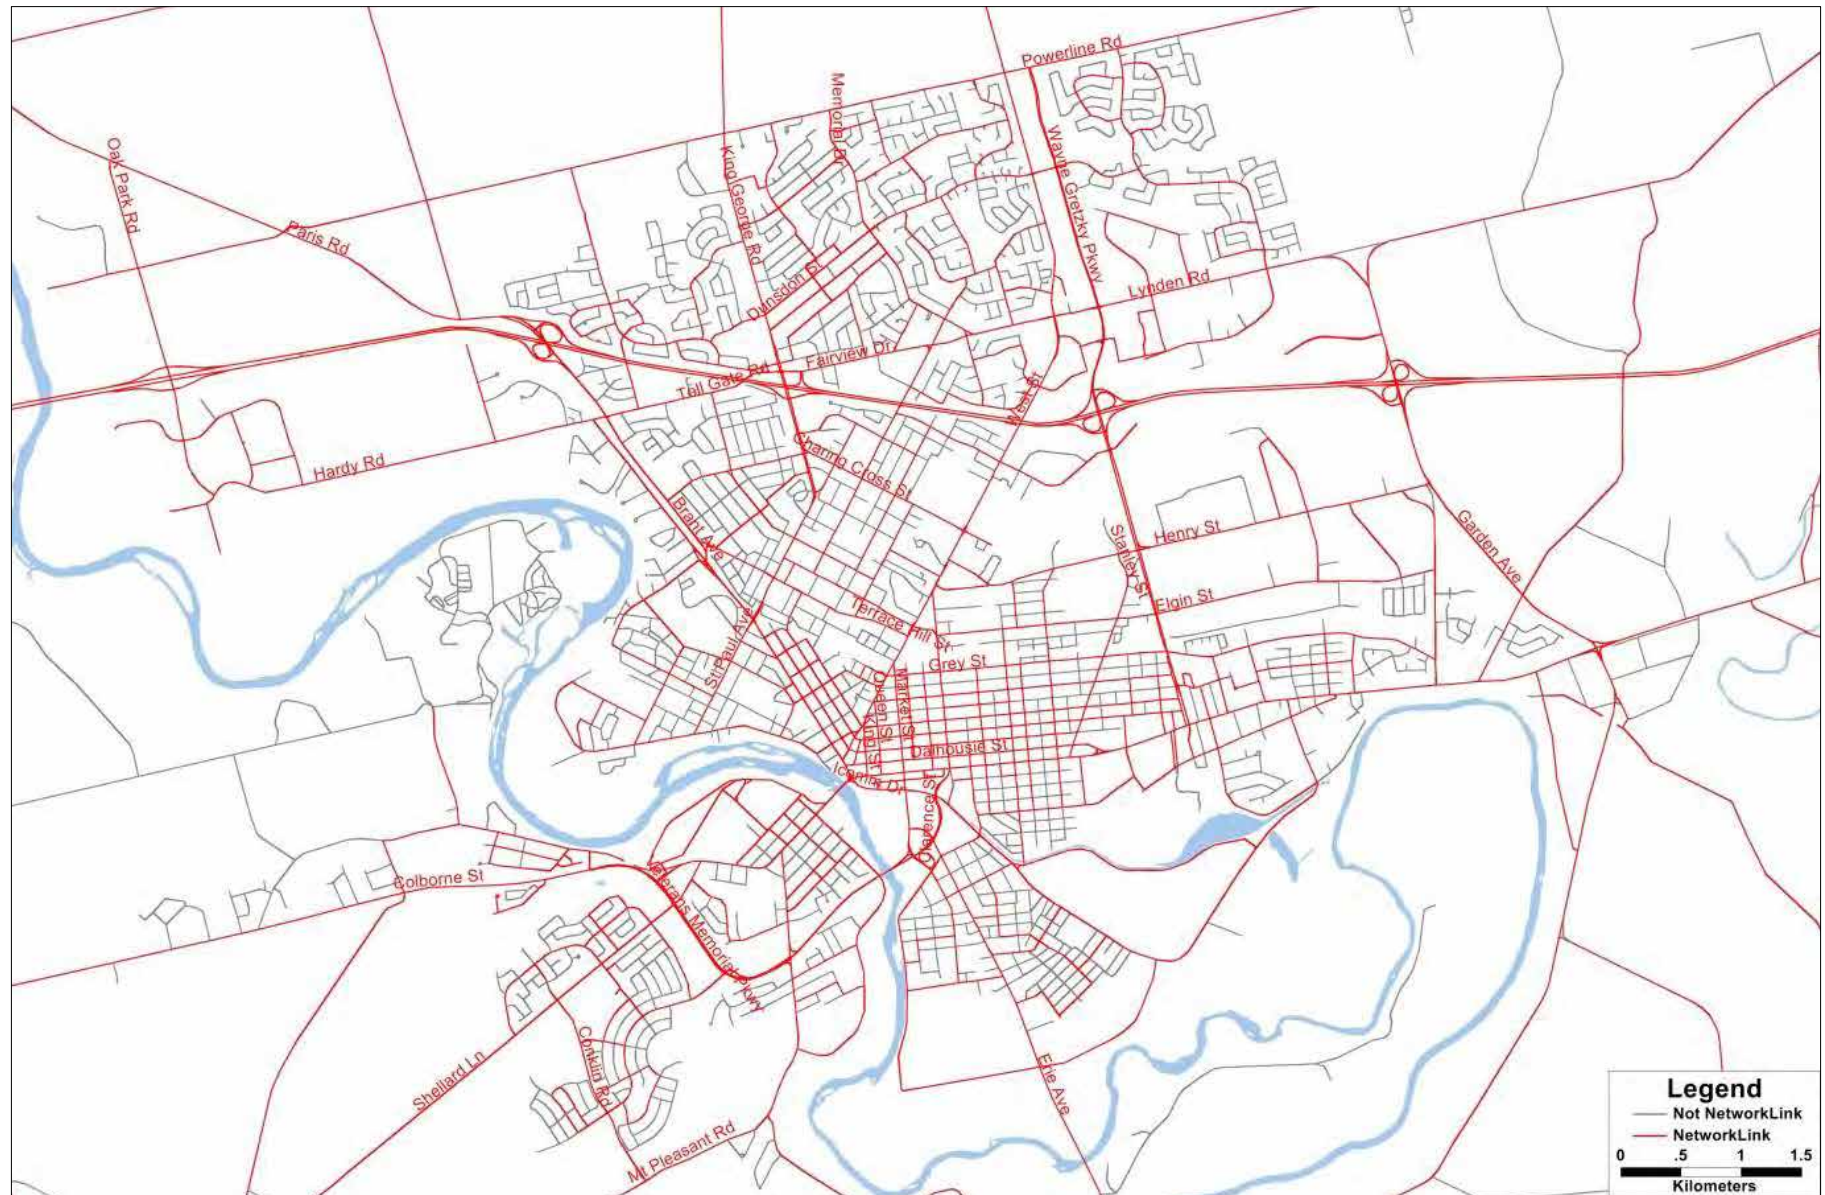 Powerline Rd
Memorial Dr
Wayne Gretzky Pkwy
Oak Park Rd
King George Rd
Paris Rd
Dunsdon St
Lynden Rd
Fairview Dr
Toll Gate Rd
West St
Hardy Rd
Charing Cross St
Brant Ave
Stanley St
Henry St
Garden Ave
Elgin St
Terrace Hill St
St Paul Ave
Grey St
Market St
Queen St
King St
Dalhousie St
Icomm Dr
Clarence St
Colborne St
Veterans Memorial Pkwy
Shellard Ln
Conklin Rd
Erie Ave
Mt Pleasant Rd
Legend
Not NetworkLink
NetworkLink
0 .5 1 1.5
Kilometers